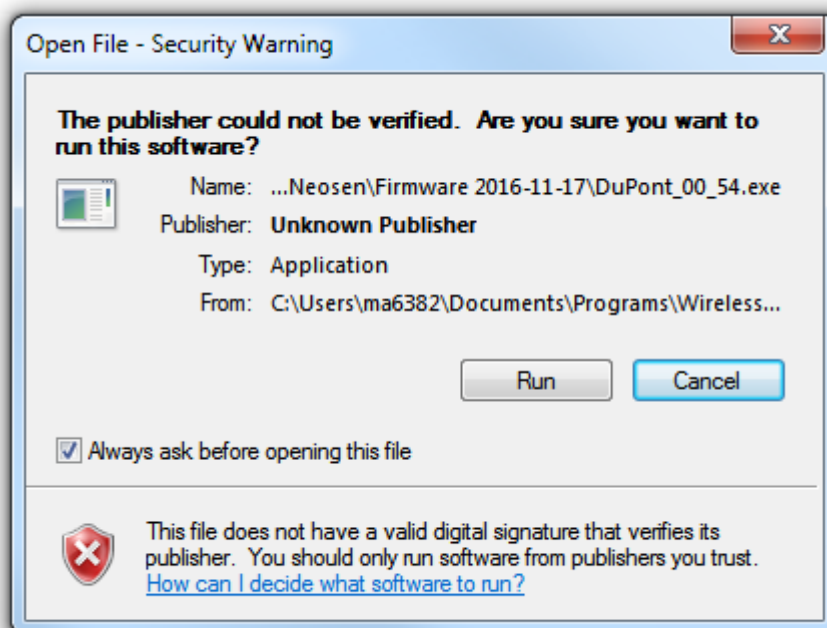 Open File - Security Warning
The publisher could not be verified. Are you sure you want to
run this software?
Name: ...Neosen\Firmware 2016-11-17\DuPont_00_54.exe
Publisher: Unknown Publisher
Type: Application
From: C:\Users\ma6382\Documents\Programs\Wireless...
Run Cancel
Always ask before opening this file
This file does not have a valid digital signature that verifies its
publisher. You should only run software from publishers you trust.
How can I decide what software to run?